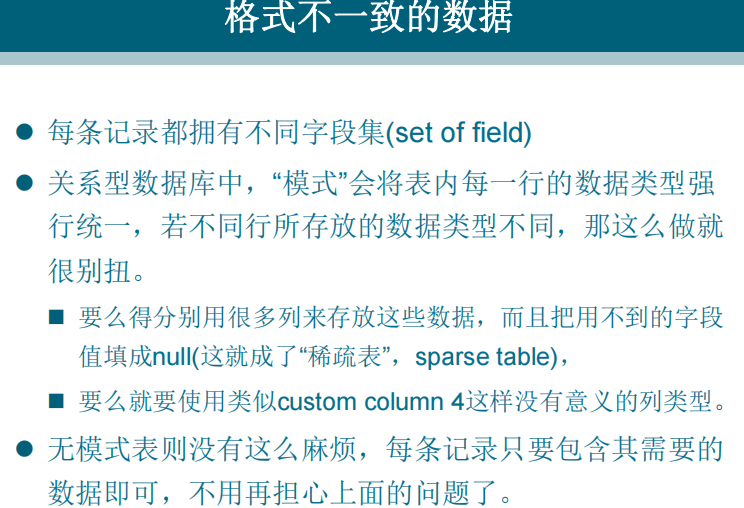 格式不一致的数据
● 每条记录都拥有不同字段集(set of field)
● 关系型数据库中，“模式”会将表内每一行的数据类型强
行统一，若不同行所存放的数据类型不同，那这么做就
很别扭。
■ 要么得分别用很多列来存放这些数据，而且把用不到的字段
值填成null(这就成了“稀疏表”，sparse table)，
■ 要么就要使用类似custom column 4这样没有意义的列类型。
● 无模式表则没有这么麻烦，每条记录只要包含其需要的
数据即可，不用再担心上面的问题了。